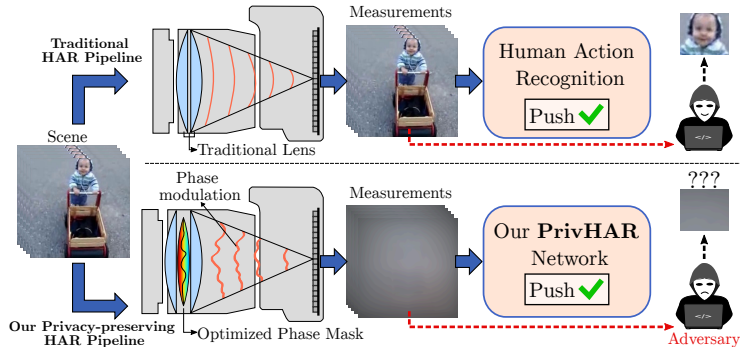 Traditional
HAR Pipeline
Measurements
Human Action
Recognition
Push
</>
Traditional Lens
Scene
Phase
modulation
Measurements
Our PrivHAR
Network
Push
???
</>
Our Privacy-preserving
HAR Pipeline
Optimized Phase Mask
Adversary